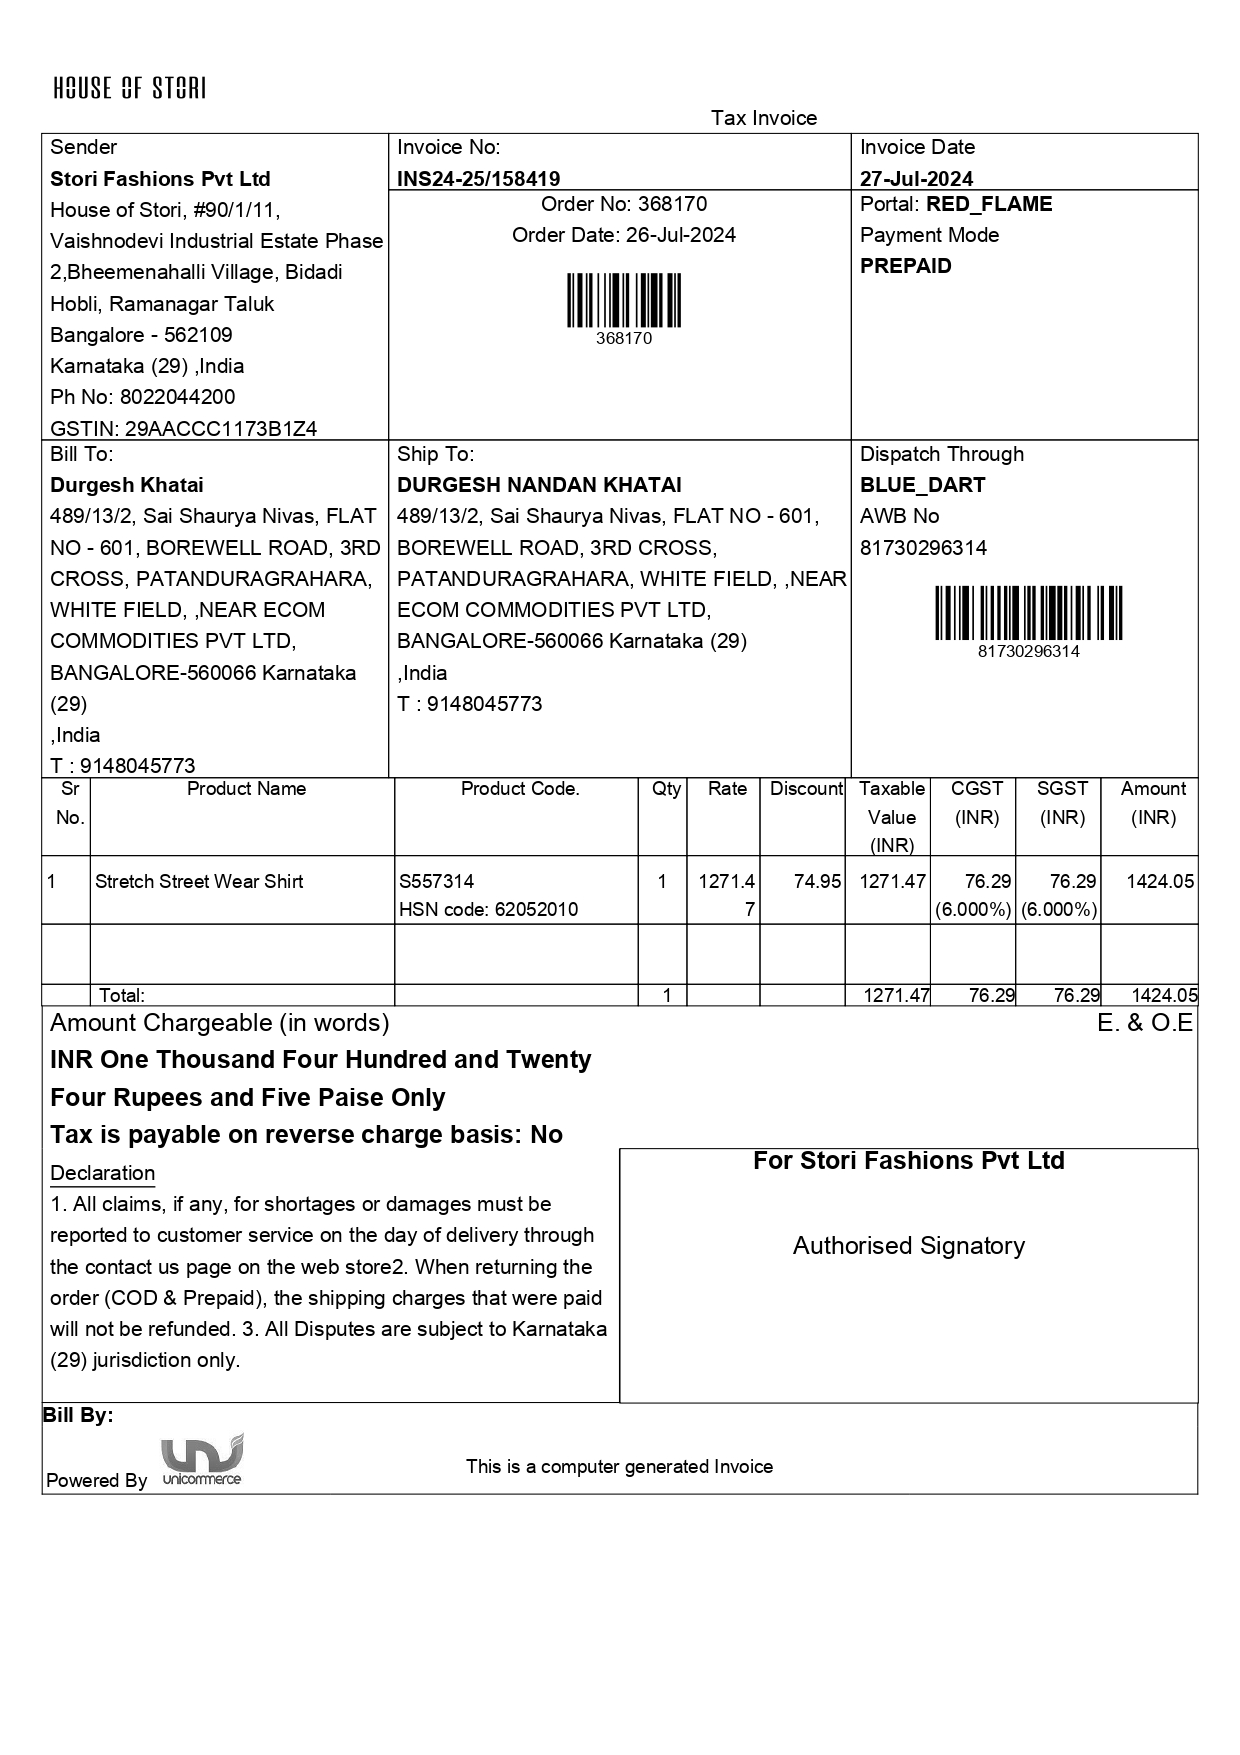 HOUSE OF STORI
Tax Invoice
Sender
Stori Fashions Pvt Ltd
House of Stori, #90/1/11,
Vaishnodevi Industrial Estate Phase
2,Bheemenahalli Village, Bidadi
Hobli, Ramanagar Taluk
Bangalore - 562109
Karnataka (29) ,India
Ph No: 8022044200
GSTIN: 29AACCC1173B1Z4
Invoice No:
INS24-25/158419
Order No: 368170
Order Date: 26-Jul-2024
368170
Invoice Date
27-Jul-2024
Portal: RED_FLAME
Payment Mode
PREPAID
Bill To:
Durgesh Khatai
489/13/2, Sai Shaurya Nivas, FLAT
NO - 601, BOREWELL ROAD, 3RD
CROSS, PATANDURAGRAHARA,
WHITE FIELD, ,NEAR ECOM
COMMODITIES PVT LTD,
BANGALORE-560066 Karnataka
(29)
,India
T : 9148045773
Ship To:
DURGESH NANDAN KHATAI
489/13/2, Sai Shaurya Nivas, FLAT NO - 601,
BOREWELL ROAD, 3RD CROSS,
PATANDURAGRAHARA, WHITE FIELD, ,NEAR
ECOM COMMODITIES PVT LTD,
BANGALORE-560066 Karnataka (29)
,India
T : 9148045773
Dispatch Through
BLUE_DART
AWB No
81730296314
81730296314
Sr Product Name Product Code. Qty Rate Discount Taxable CGST SGST Amount
No. Value (INR) (INR) (INR)
(INR)
1 Stretch Street Wear Shirt S557314 1 1271.4 74.95 1271.47 76.29 76.29 1424.05
HSN code: 62052010 7 (6.000%) (6.000%)
Total: 1 1271.47 76.29 76.29 1424.05
Amount Chargeable (in words) E. & O.E
INR One Thousand Four Hundred and Twenty
Four Rupees and Five Paise Only
Tax is payable on reverse charge basis: No
Declaration
1. All claims, if any, for shortages or damages must be
reported to customer service on the day of delivery through
the contact us page on the web store2. When returning the
order (COD & Prepaid), the shipping charges that were paid
will not be refunded. 3. All Disputes are subject to Karnataka
(29) jurisdiction only.
For Stori Fashions Pvt Ltd
Authorised Signatory
Bill By:
Powered By
unicommerce
This is a computer generated Invoice